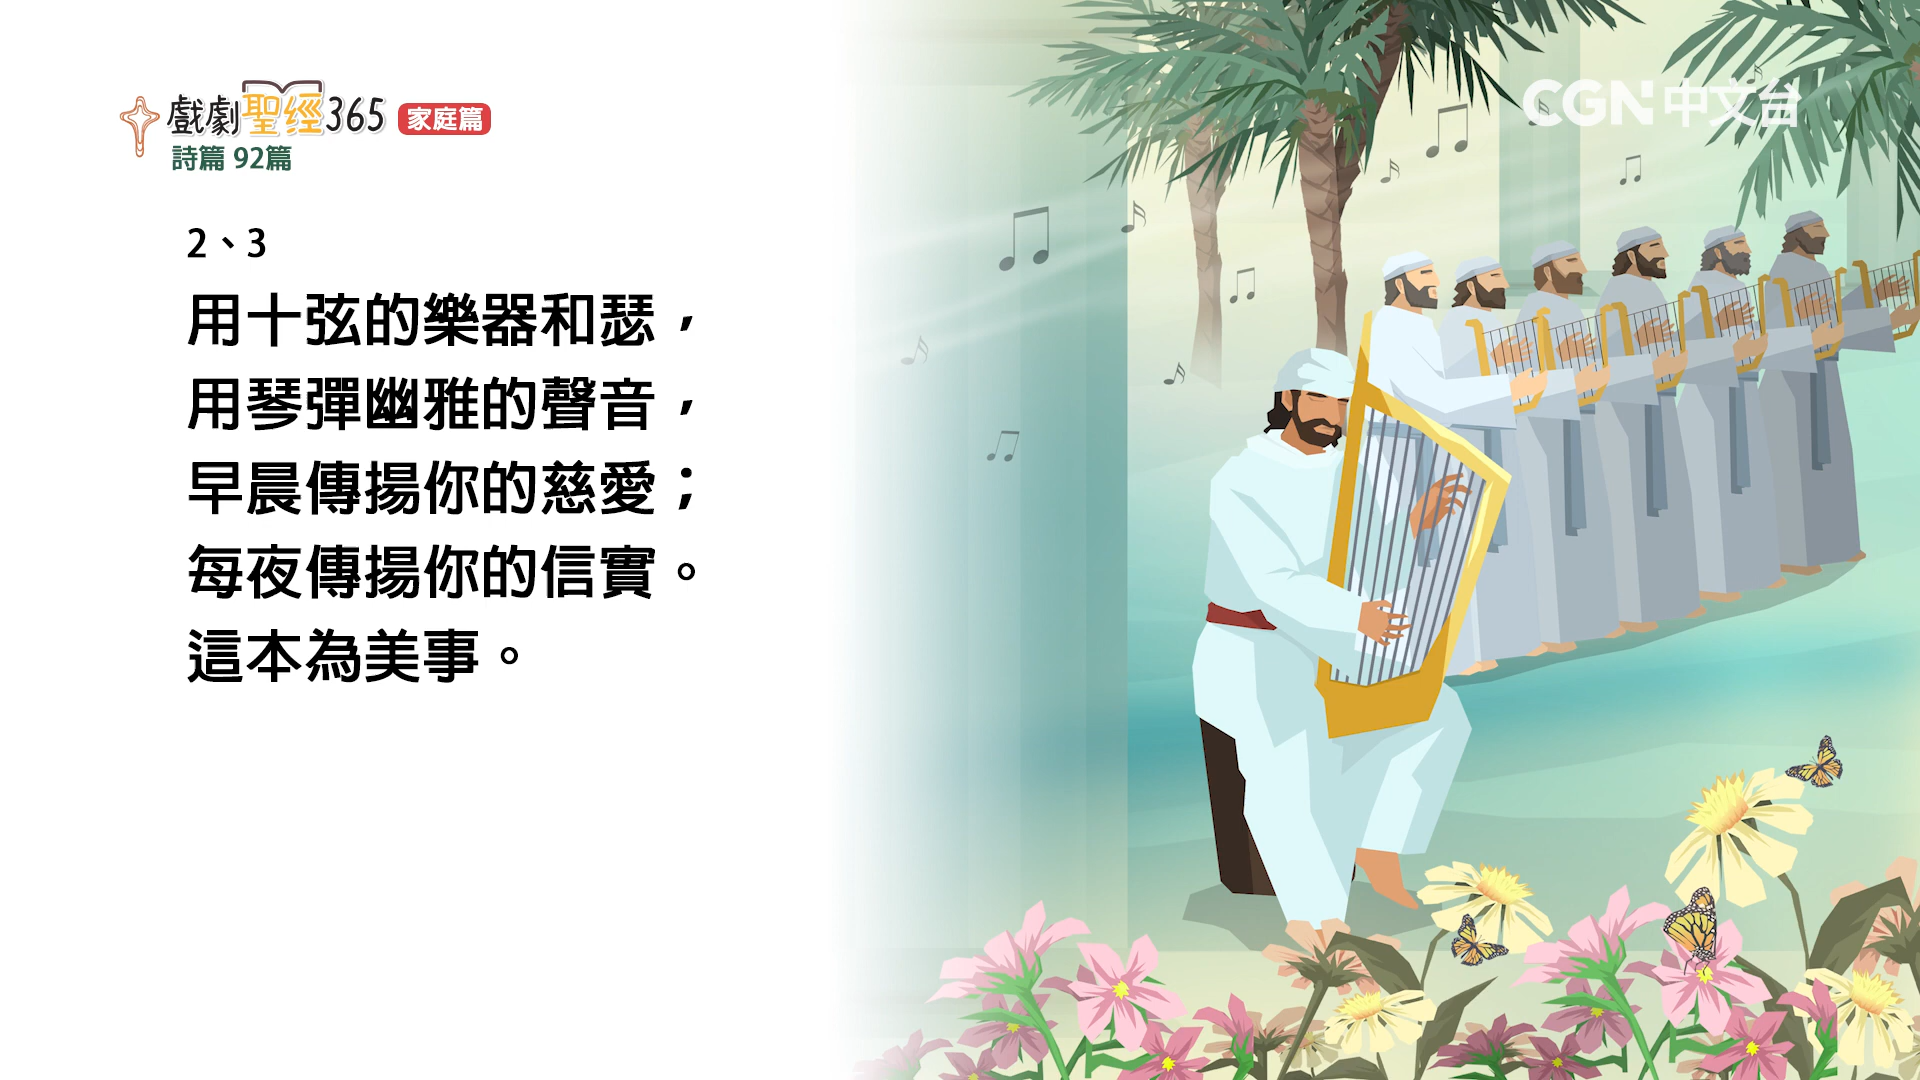 戲劇聖經365 家庭篇
詩篇 92篇
CGN 中文台
2、3
用十弦的樂器和瑟，
用琴彈幽雅的聲音，
早晨傳揚你的慈愛；
每夜傳揚你的信實。
這本為美事。